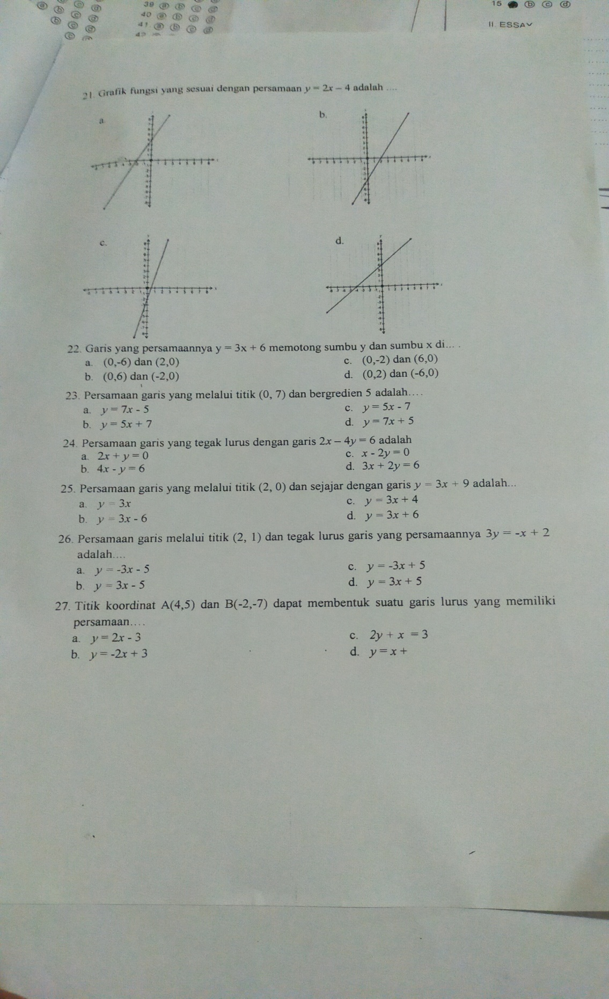 39 a b c d
40 a b c d
41 a b c d
15 b c d
II. ESSAY
21. Grafik fungsi yang sesuai dengan persamaan y = 2x – 4 adalah ....
a.
b.
c.
d.
22. Garis yang persamaannya y = 3x + 6 memotong sumbu y dan sumbu x di... .
a. (0,-6) dan (2,0)
c. (0,-2) dan (6,0)
b. (0,6) dan (-2,0)
d. (0,2) dan (-6,0)
23. Persamaan garis yang melalui titik (0, 7) dan bergredien 5 adalah....
a. y = 7x - 5
c. y = 5x - 7
b. y = 5x + 7
d. y = 7x + 5
24. Persamaan garis yang tegak lurus dengan garis 2x – 4y = 6 adalah
a. 2x + y = 0
c. x - 2y = 0
b. 4x - y = 6
d. 3x + 2y = 6
25. Persamaan garis yang melalui titik (2, 0) dan sejajar dengan garis y = 3x + 9 adalah...
a. y = 3x
c. y = 3x + 4
b. y = 3x - 6
d. y = 3x + 6
26. Persamaan garis melalui titik (2, 1) dan tegak lurus garis yang persamaannya 3y = -x + 2
adalah....
a. y = -3x - 5
c. y = -3x + 5
b. y = 3x - 5
d. y = 3x + 5
27. Titik koordinat A(4,5) dan B(-2,-7) dapat membentuk suatu garis lurus yang memiliki
persamaan....
a. y = 2x - 3
c. 2y + x = 3
b. y = -2x + 3
d. y = x +